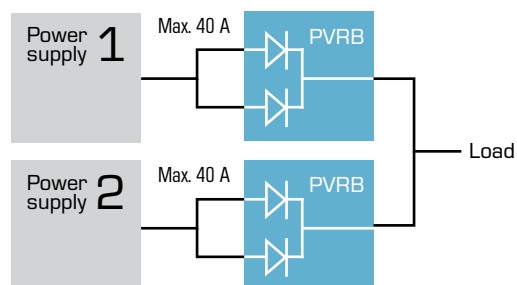 Power
supply 1
Max. 40 A
PVRB
Power
supply 2
Max. 40 A
PVRB
Load